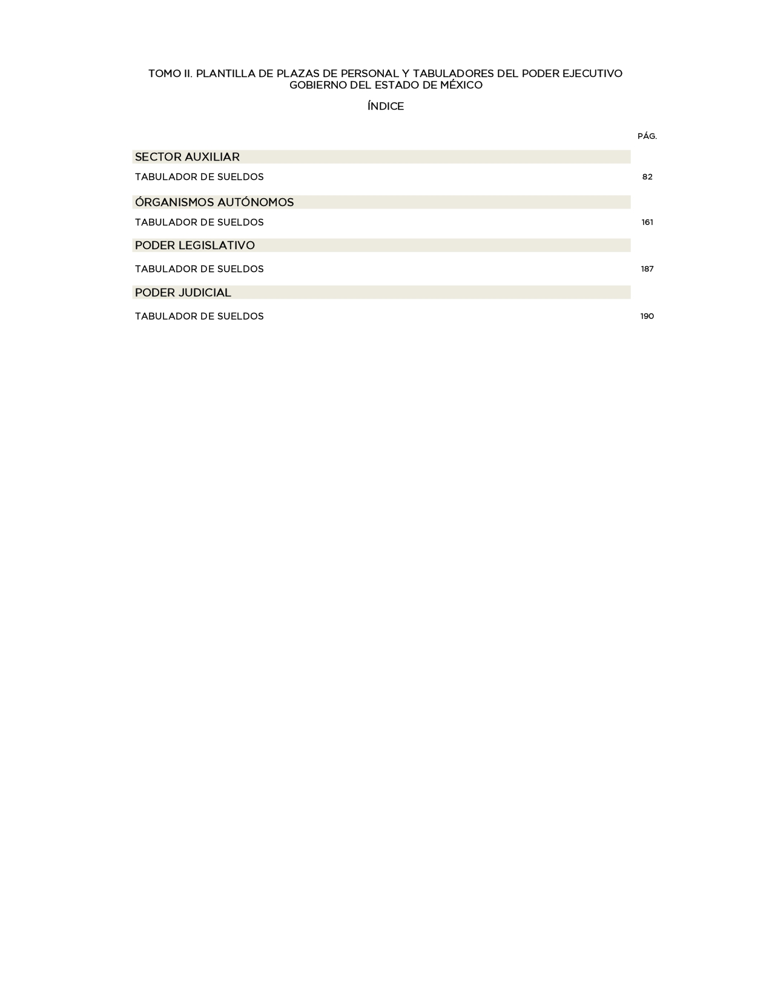 TOMO II. PLANTILLA DE PLAZAS DE PERSONAL Y TABULADORES DEL PODER EJECUTIVO
GOBIERNO DEL ESTADO DE MÉXICO
ÍNDICE
PÁG.
SECTOR AUXILIAR
TABULADOR DE SUELDOS 82
ÓRGANISMOS AUTÓNOMOS
TABULADOR DE SUELDOS 161
PODER LEGISLATIVO
TABULADOR DE SUELDOS 187
PODER JUDICIAL
TABULADOR DE SUELDOS 190